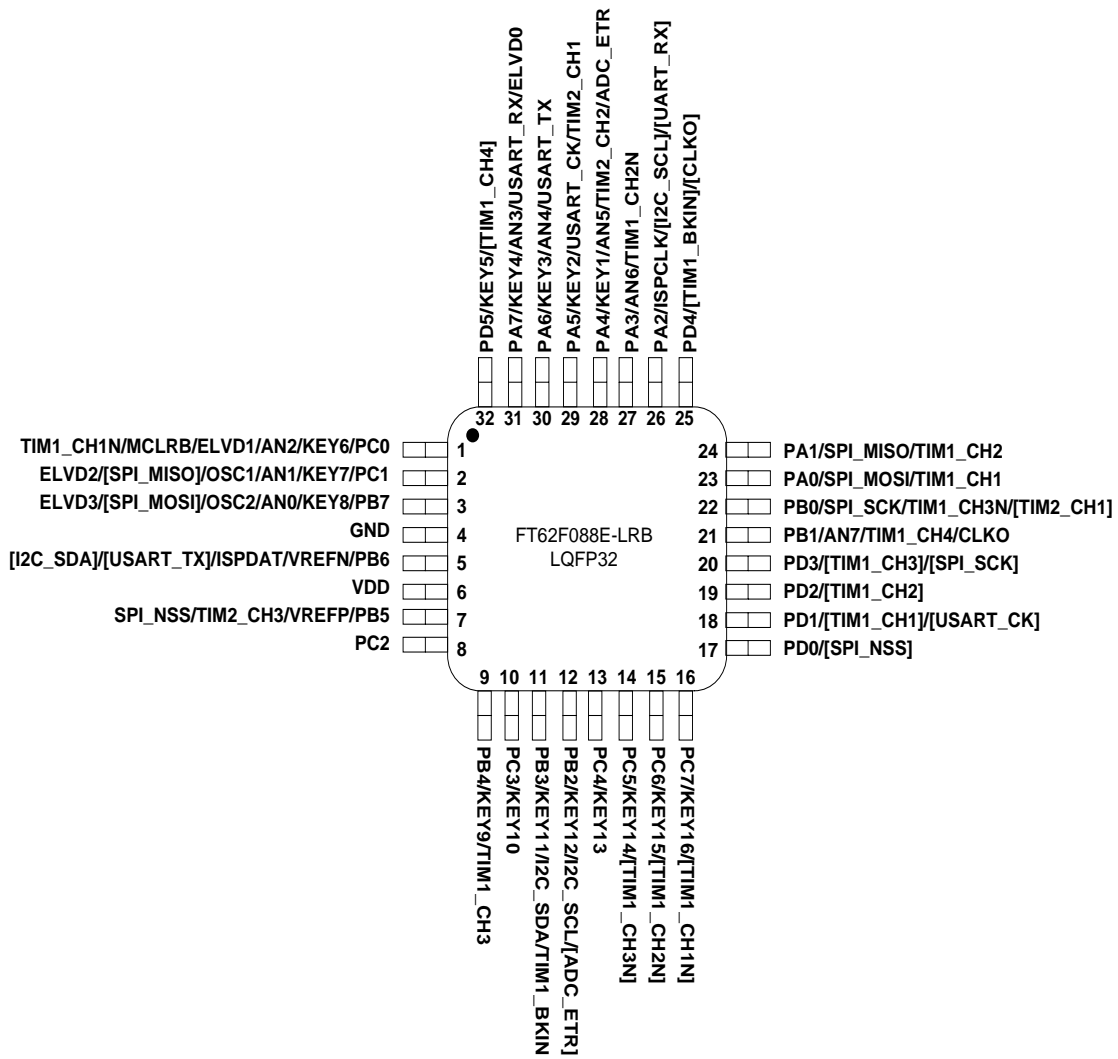 PD5/KEY5/[TIM1_CH4]
PA7/KEY4/AN3/USART_RX/ELVD0
PA6/KEY3/AN4/USART_TX
PA5/KEY2/USART_CK/TIM2_CH1
PA4/KEY1/AN5/TIM2_CH2/ADC_ETR
PA3/AN6/TIM1_CH2N
PA2/ISPCLK/[I2C_SCL]/[UART_RX]
PD4/[TIM1_BKIN]/[CLKO]
32 31 30 29 28 27 26 25
TIM1_CH1N/MCLRB/ELVD1/AN2/KEY6/PC0 1
ELVD2/[SPI_MISO]/OSC1/AN1/KEY7/PC1 2
ELVD3/[SPI_MOSI]/OSC2/AN0/KEY8/PB7 3
GND 4
[I2C_SDA]/[USART_TX]/ISPDAT/VREFN/PB6 5
VDD 6
SPI_NSS/TIM2_CH3/VREFP/PB5 7
PC2 8
FT62F088E-LRB
LQFP32
24 PA1/SPI_MISO/TIM1_CH2
23 PA0/SPI_MOSI/TIM1_CH1
22 PB0/SPI_SCK/TIM1_CH3N/[TIM2_CH1]
21 PB1/AN7/TIM1_CH4/CLKO
20 PD3/[TIM1_CH3]/[SPI_SCK]
19 PD2/[TIM1_CH2]
18 PD1/[TIM1_CH1]/[USART_CK]
17 PD0/[SPI_NSS]
9 10 11 12 13 14 15 16
PB4/KEY9/TIM1_CH3
PC3/KEY10
PB3/KEY11/I2C_SDA/TIM1_BKIN
PB2/KEY12/I2C_SCL/[ADC_ETR]
PC4/KEY13
PC5/KEY14/[TIM1_CH3N]
PC6/KEY15/[TIM1_CH2N]
PC7/KEY16/[TIM1_CH1N]